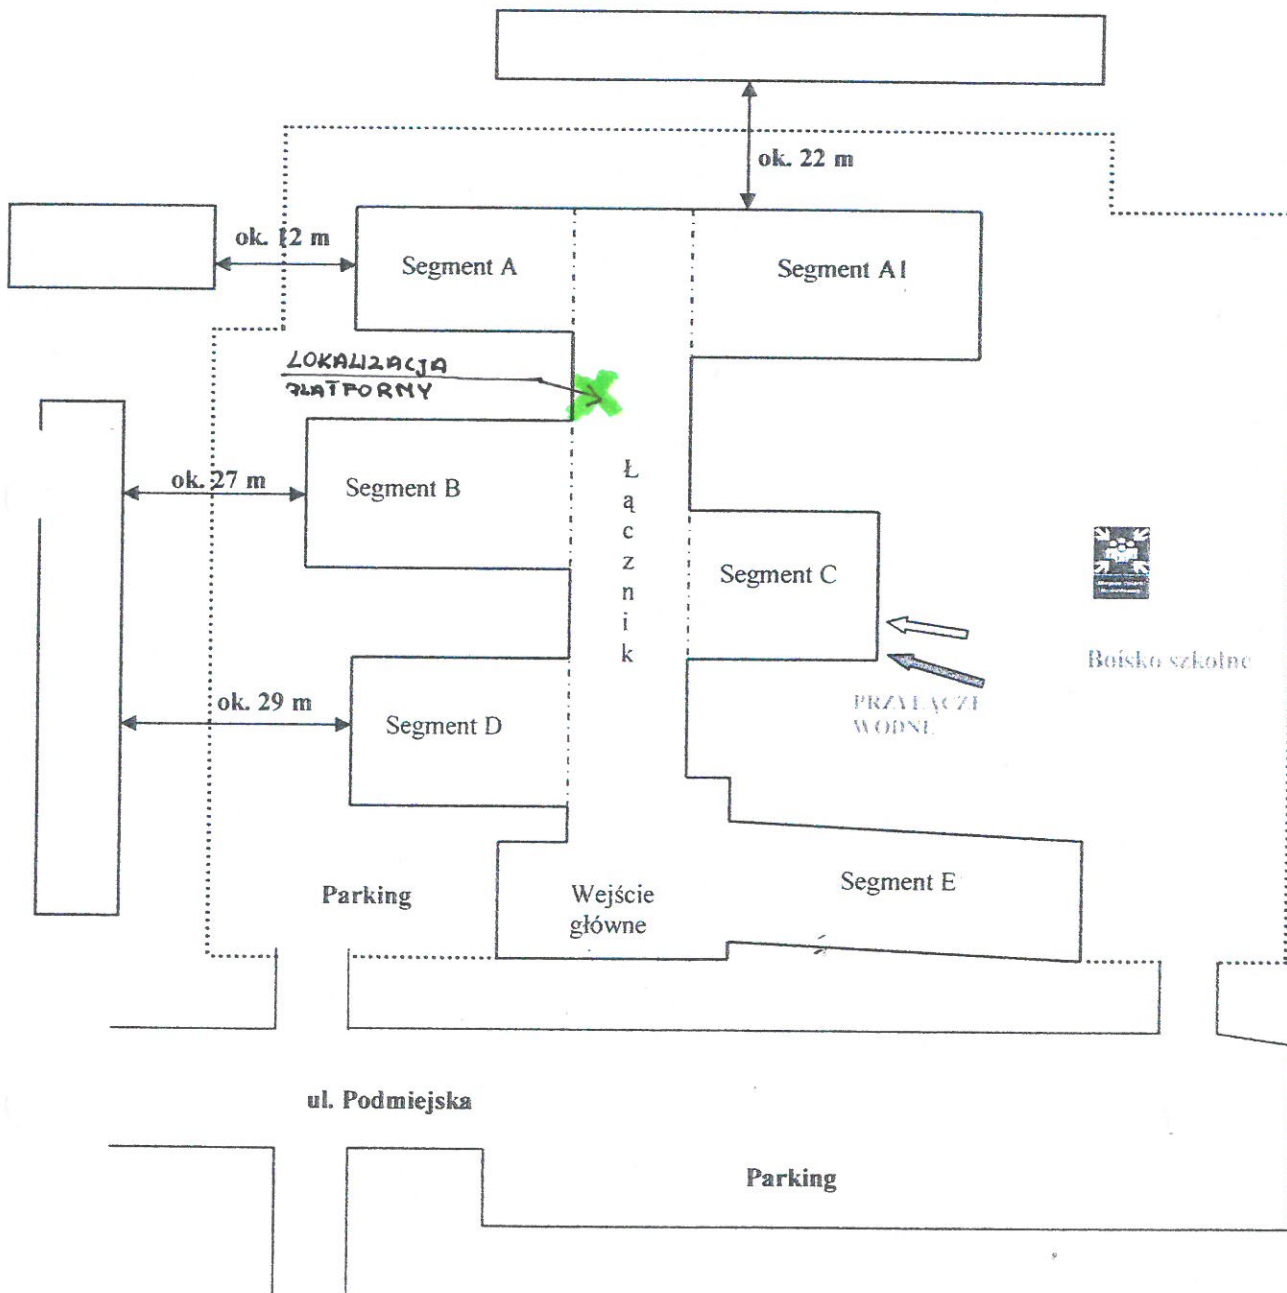 ok. 22 m
ok. 12 m
Segment A
Segment A1
LOKALIZACJA
PLATFORMY
ok. 27 m
Segment B
Łącznik
Segment C
Boisko szkolne
ok. 29 m
Segment D
PRZYŁĄCZE
WODNE
Parking
Wejście
główne
Segment E
ul. Podmiejska
Parking